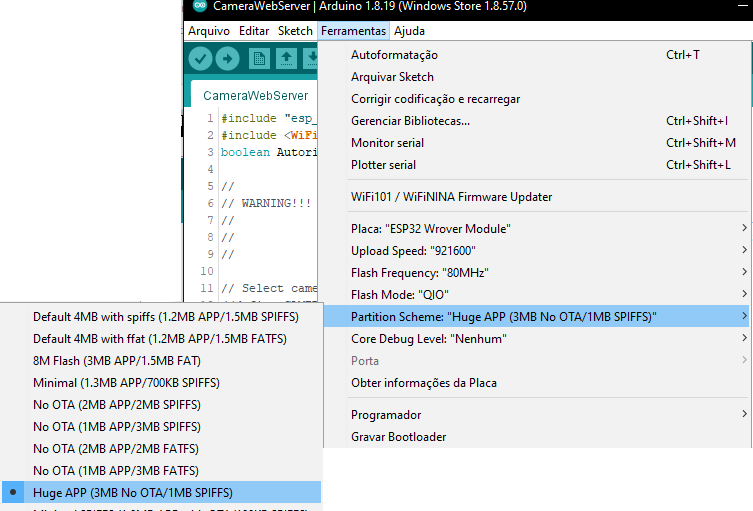 CameraWebServer | Arduino 1.8.19 (Windows Store 1.8.57.0)
Arquivo Editar Sketch Ferramentas Ajuda
CameraWebServer
1 #include "esp_
2 #include <WiFi
3 boolean Autori
4
5 //
6 // WARNING!!!
7 //
8 //
9 //
10
11 // Select came
Autoformatação Ctrl+T
Arquivar Sketch
Corrigir codificação e recarregar
Gerenciar Bibliotecas... Ctrl+Shift+I
Monitor serial Ctrl+Shift+M
Plotter serial Ctrl+Shift+L
WiFi101 / WiFiNINA Firmware Updater
Placa: "ESP32 Wrover Module"
Upload Speed: "921600"
Flash Frequency: "80MHz"
Flash Mode: "QIO"
Partition Scheme: "Huge APP (3MB No OTA/1MB SPIFFS)"
Core Debug Level: "Nenhum"
Porta
Obter informações da Placa
Programador
Gravar Bootloader
Default 4MB with spiffs (1.2MB APP/1.5MB SPIFFS)
Default 4MB with ffat (1.2MB APP/1.5MB FATFS)
8M Flash (3MB APP/1.5MB FAT)
Minimal (1.3MB APP/700KB SPIFFS)
No OTA (2MB APP/2MB SPIFFS)
No OTA (1MB APP/3MB SPIFFS)
No OTA (2MB APP/2MB FATFS)
No OTA (1MB APP/3MB FATFS)
Huge APP (3MB No OTA/1MB SPIFFS)